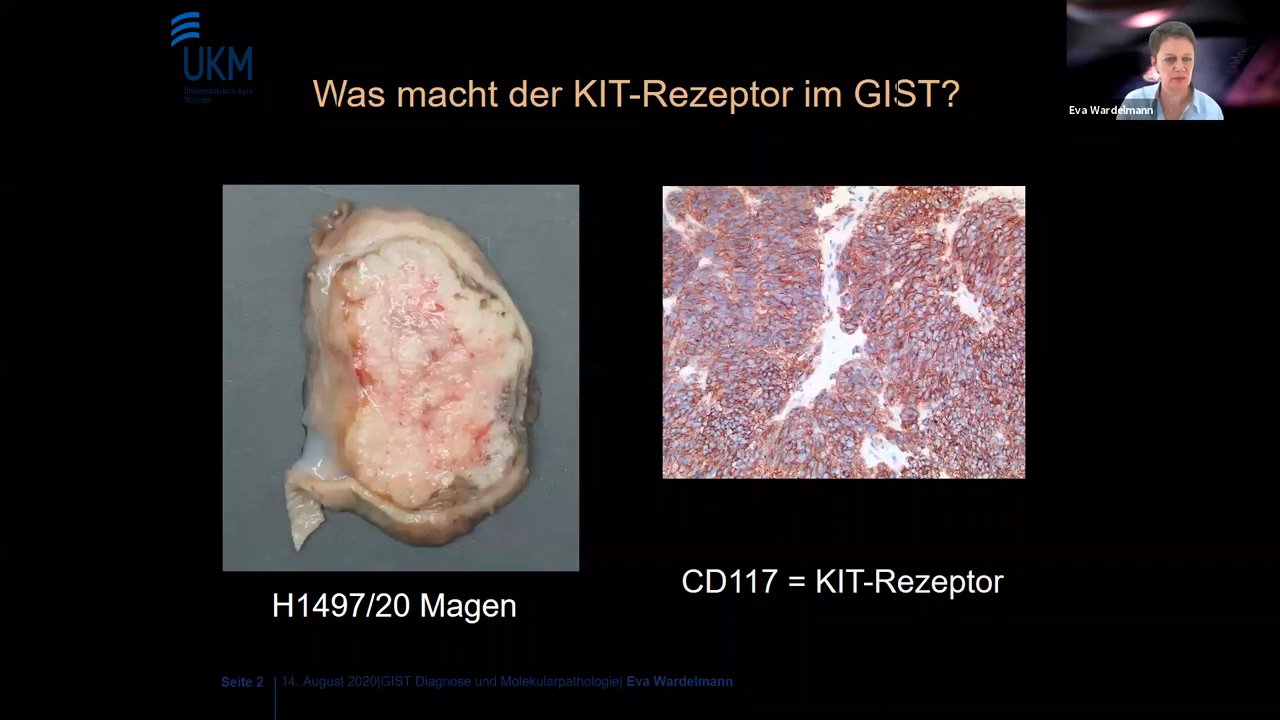 UKM
Universitätsklinikum
Münster
Was macht der KIT-Rezeptor im GIST?
Eva Wardelmann
H1497/20 Magen
CD117 = KIT-Rezeptor
Seite 2
14. August 2020|GIST Diagnose und Molekularpathologie| Eva Wardelmann